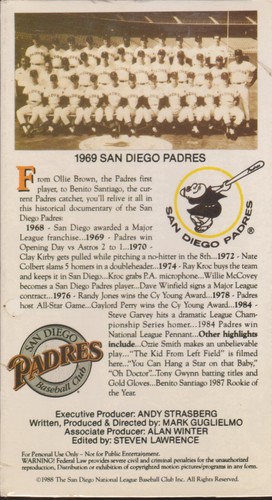 1969 SAN DIEGO PADRES
From Ollie Brown, the Padres first
player, to Benito Santiago, the cur-
rent Padres catcher, you'll relive it all in
this historical documentary of the San
Diego Padres:
1968 - San Diego awarded a Major
League franchise...1969 - Padres win
Opening Day vs Astros 2 to 1...1970 -
Clay Kirby gets pulled while pitching a no-hitter in the 8th...1972 - Nate
Colbert slams 5 homers in a doubleheader...1974 - Ray Kroc buys the team
and keeps it in San Diego...Kroc grabs P.A. microphone...Willie McCovey
becomes a San Diego Padres player...Dave Winfield signs a Major League
contract...1976 - Randy Jones wins the Cy Young Award...1978 - Padres
host All-Star Game...Gaylord Perry wins the Cy Young Award...1984 -
Steve Garvey hits a dramatic League Cham-
pionship Series homer...1984 Padres win
National League Pennant...Other highlights
include...Ozzie Smith makes an unbelievable
play..."The Kid From Left Field" is filmed
here..."You Can Hang a Star on that Baby,"
"Oh Doctor"...Tony Gwynn batting titles and
Gold Gloves...Benito Santiago 1987 Rookie of
the Year.
SAN DIEGO PADRES
SAN DIEGO
PADRES
Baseball Club
Executive Producer: ANDY STRASBERG
Written, Produced & Directed by: MARK GUGLIELMO
Associate Producer: ALAN WINTER
Edited by: STEVEN LAWRENCE
For Personal Use Only - Not for Public Entertainment.
WARNING! Federal Law provides severe civil and criminal penalties for the unauthorized
reproduction, Distribution or exhibition of copyrighted motion pictures/programs in any form.
©1988 The San Diego National League Baseball Club Inc. All Rights Reserved.